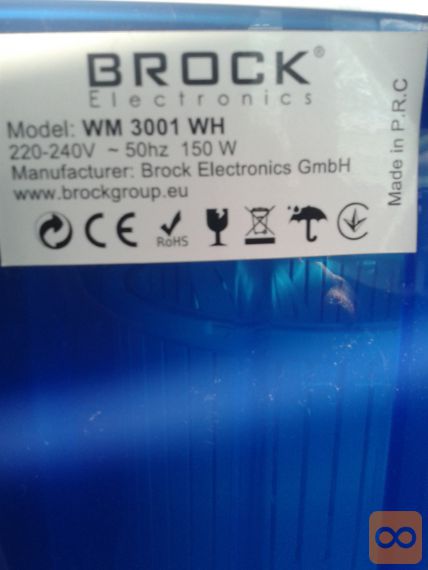 BROCK®
Electronics
Model: WM 3001 WH
220-240V ~ 50hz 150 W
Manufacturer: Brock Electronics GmbH
www.brockgroup.eu
CE
RoHS
Made in P.R.C